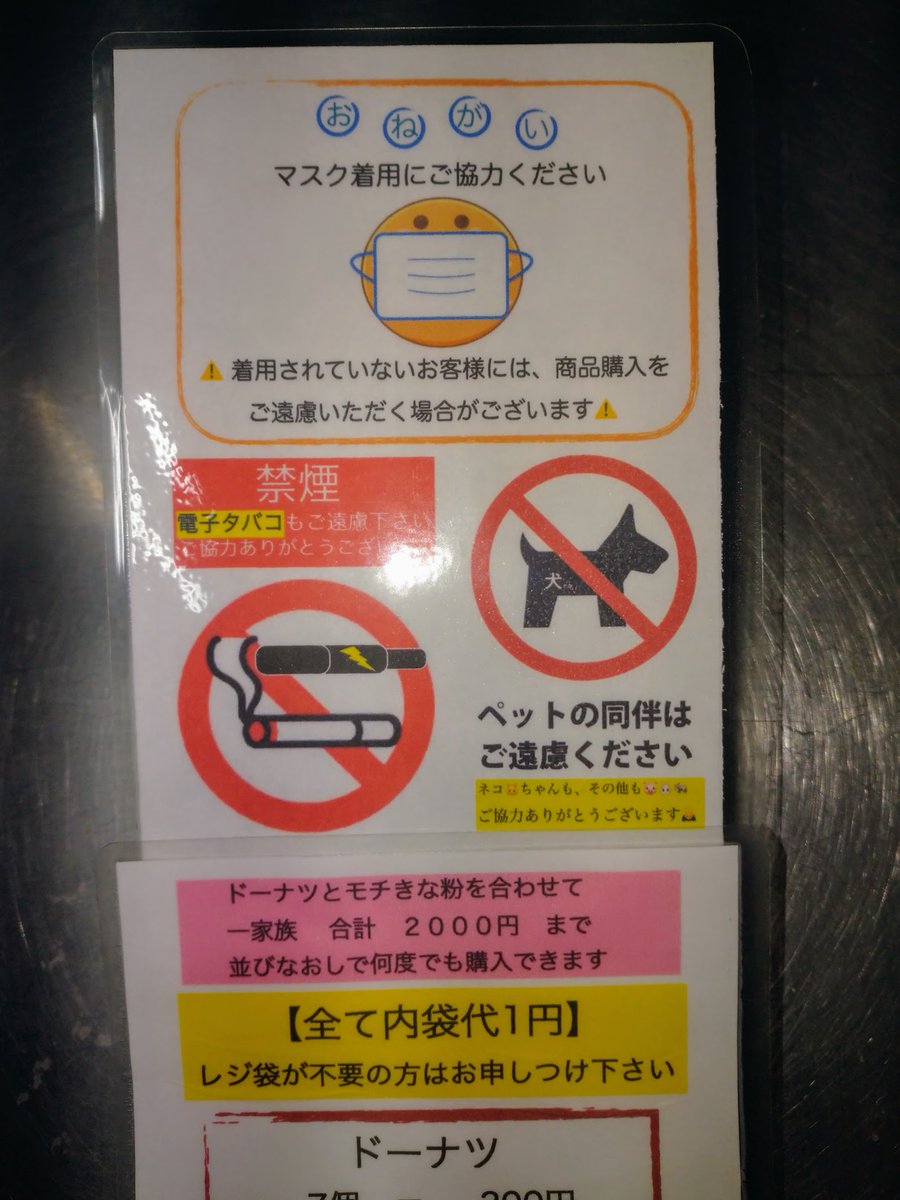 おねがい
マスク着用にご協力ください
着用されていないお客様には、商品購入を
ご遠慮いただく場合がございます
禁煙
電子タバコもご遠慮下さい
ご協力ありがとうござい
犬
ペットの同伴は
ご遠慮ください
ネコちゃんも、その他も
ご協力ありがとうございます
ドーナツとモチきな粉を合わせて
一家族 合計 2000円 まで
並びなおしで何度でも購入できます
【全て内袋代1円】
レジ袋が不要の方はお申しつけ下さい
ドーナツ
7個 ー 300円